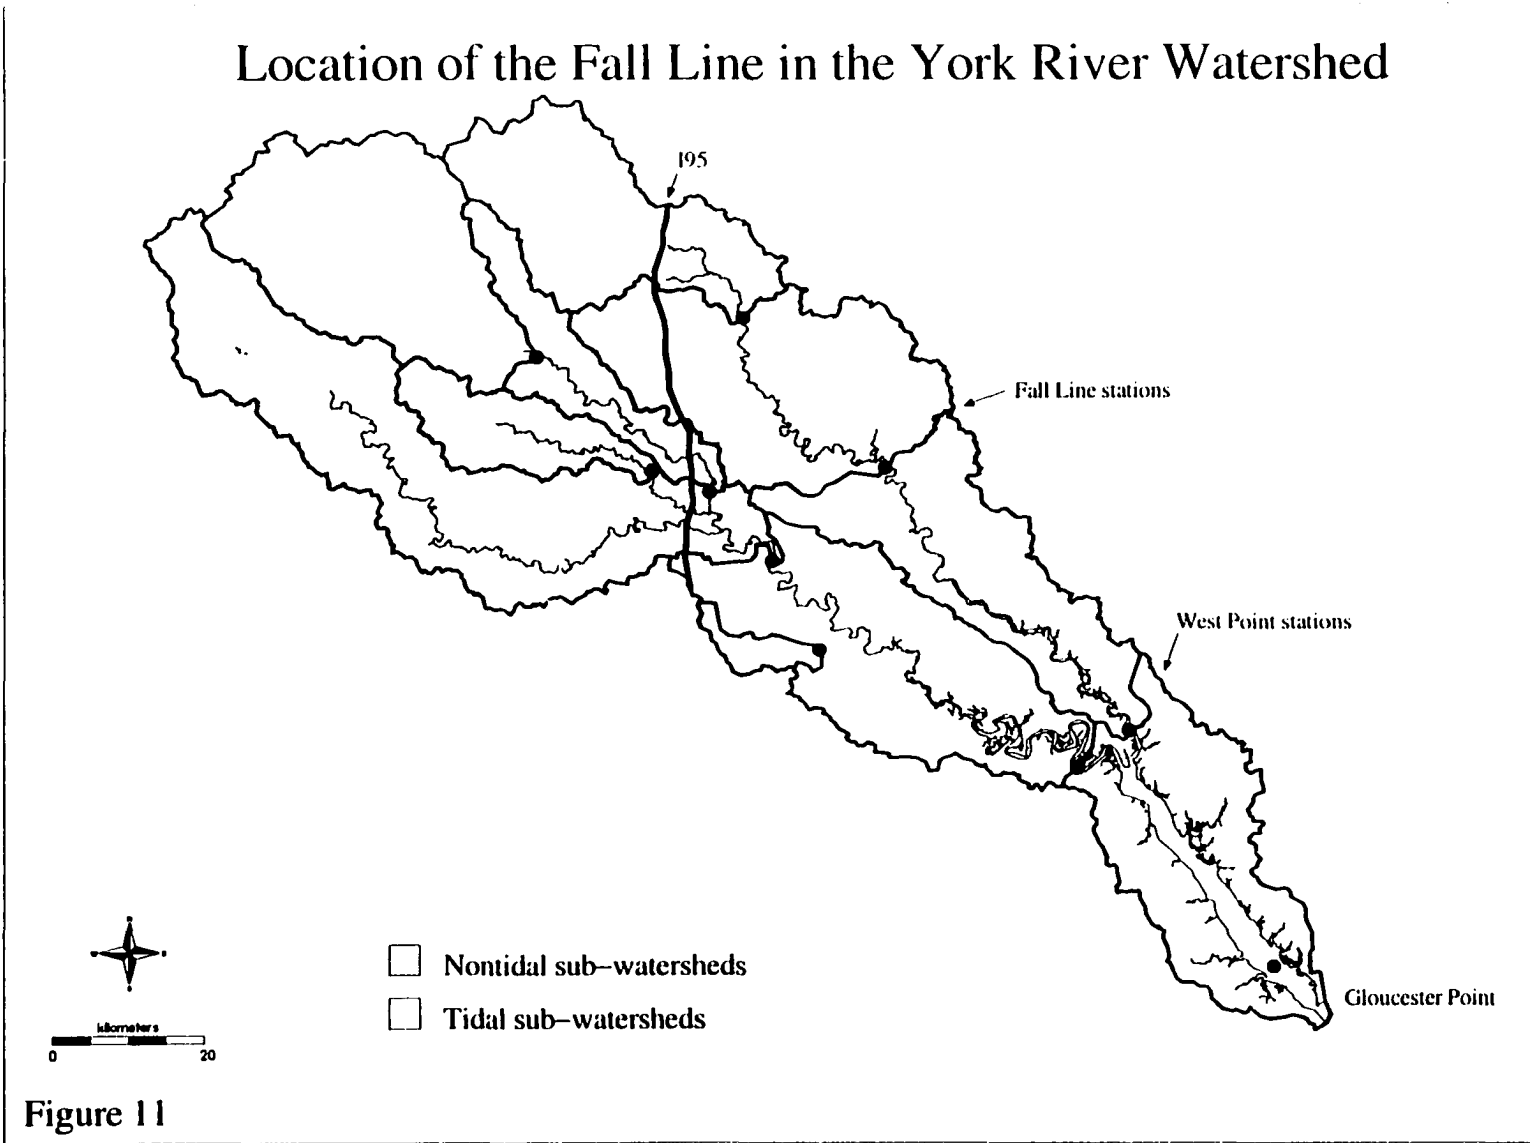 Location of the Fall Line in the York River Watershed
I95
Fall Line stations
West Point stations
Nontidal sub-watersheds
Tidal sub-watersheds
Gloucester Point
kilometers
0 20
Figure 11